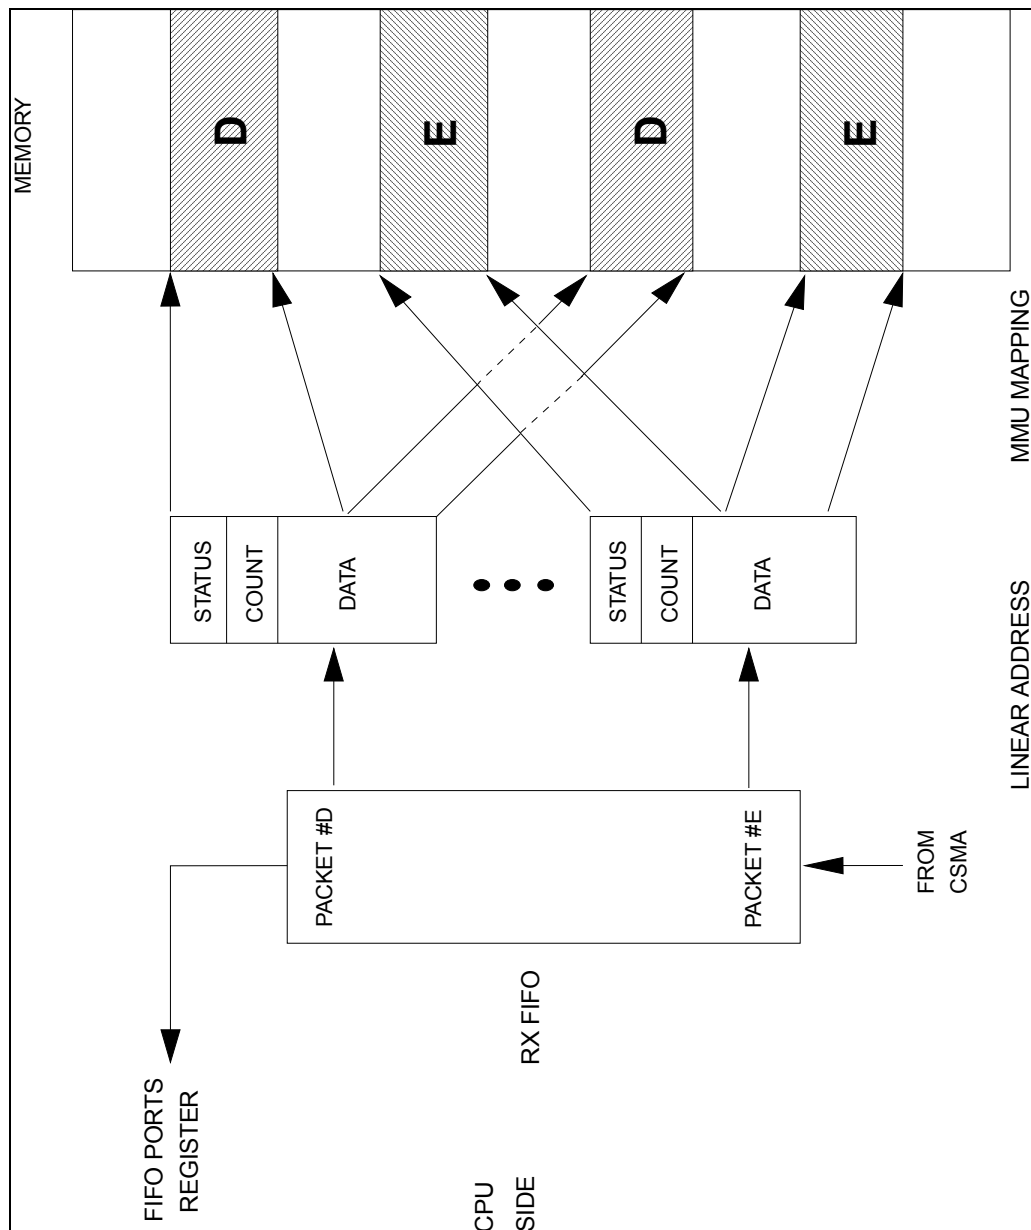 FIFO PORTS
REGISTER
CPU
SIDE
RX FIFO
PACKET #D
PACKET #E
FROM
CSMA
STATUS
COUNT
DATA
STATUS
COUNT
DATA
LINEAR ADDRESS
MMU MAPPING
MEMORY
D
E
D
E